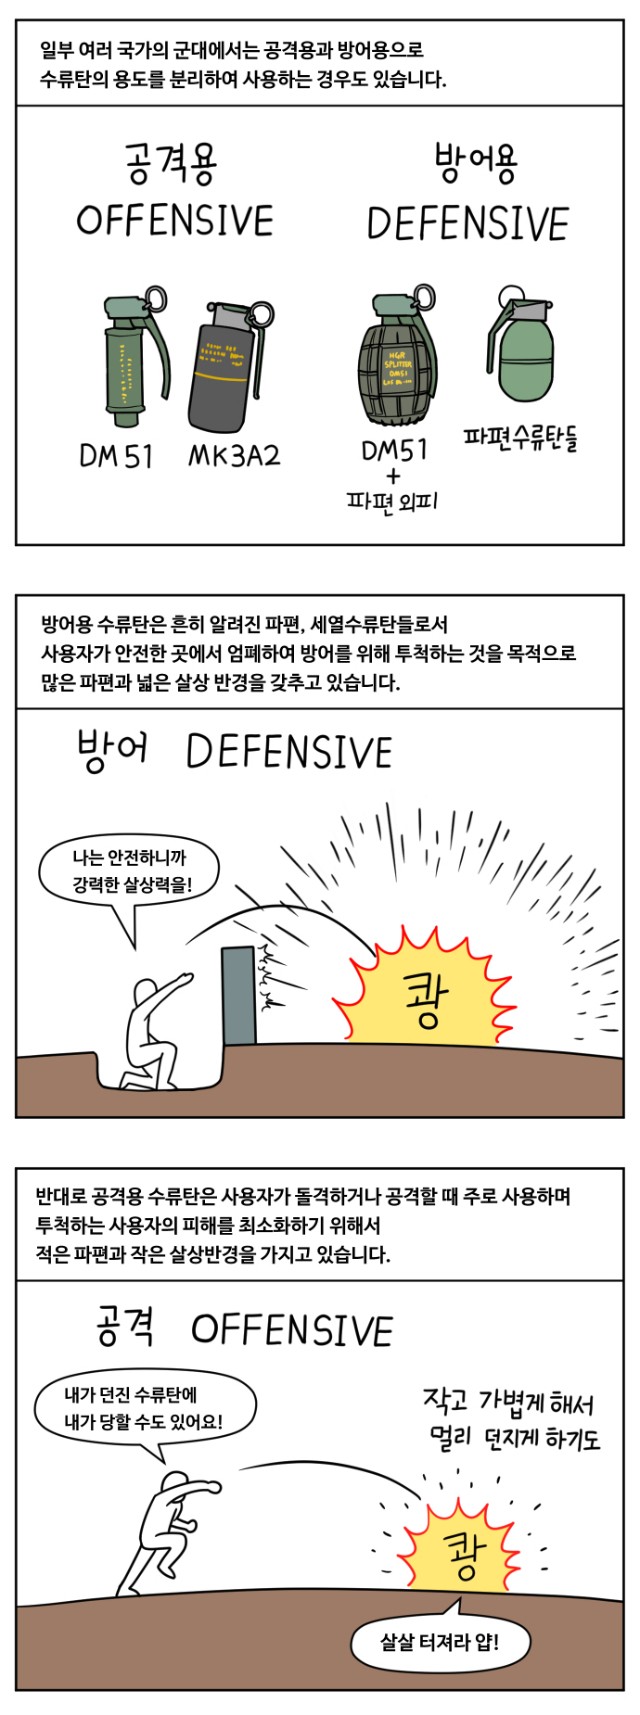 일부 여러 국가의 군대에서는 공격용과 방어용으로
수류탄의 용도를 분리하여 사용하는 경우도 있습니다.
공격용
OFFENSIVE
방어용
DEFENSIVE
HGR
SPLITTER
DM51
DM 51
MK3A2
DM51
+
파편 외피
파편수류탄들
방어용 수류탄은 흔히 알려진 파편, 세열수류탄들로서
사용자가 안전한 곳에서 엄폐하여 방어를 위해 투척하는 것을 목적으로
많은 파편과 넓은 살상 반경을 갖추고 있습니다.
방어 DEFENSIVE
나는 안전하니까
강력한 살상력을!
쾅
반대로 공격용 수류탄은 사용자가 돌격하거나 공격할 때 주로 사용하며
투척하는 사용자의 피해를 최소화하기 위해서
적은 파편과 작은 살상반경을 가지고 있습니다.
공격 OFFENSIVE
내가 던진 수류탄에
내가 당할 수도 있어요!
작고 가볍게 해서
멀리 던지게 하기도
쾅
살살 터져라 얍!